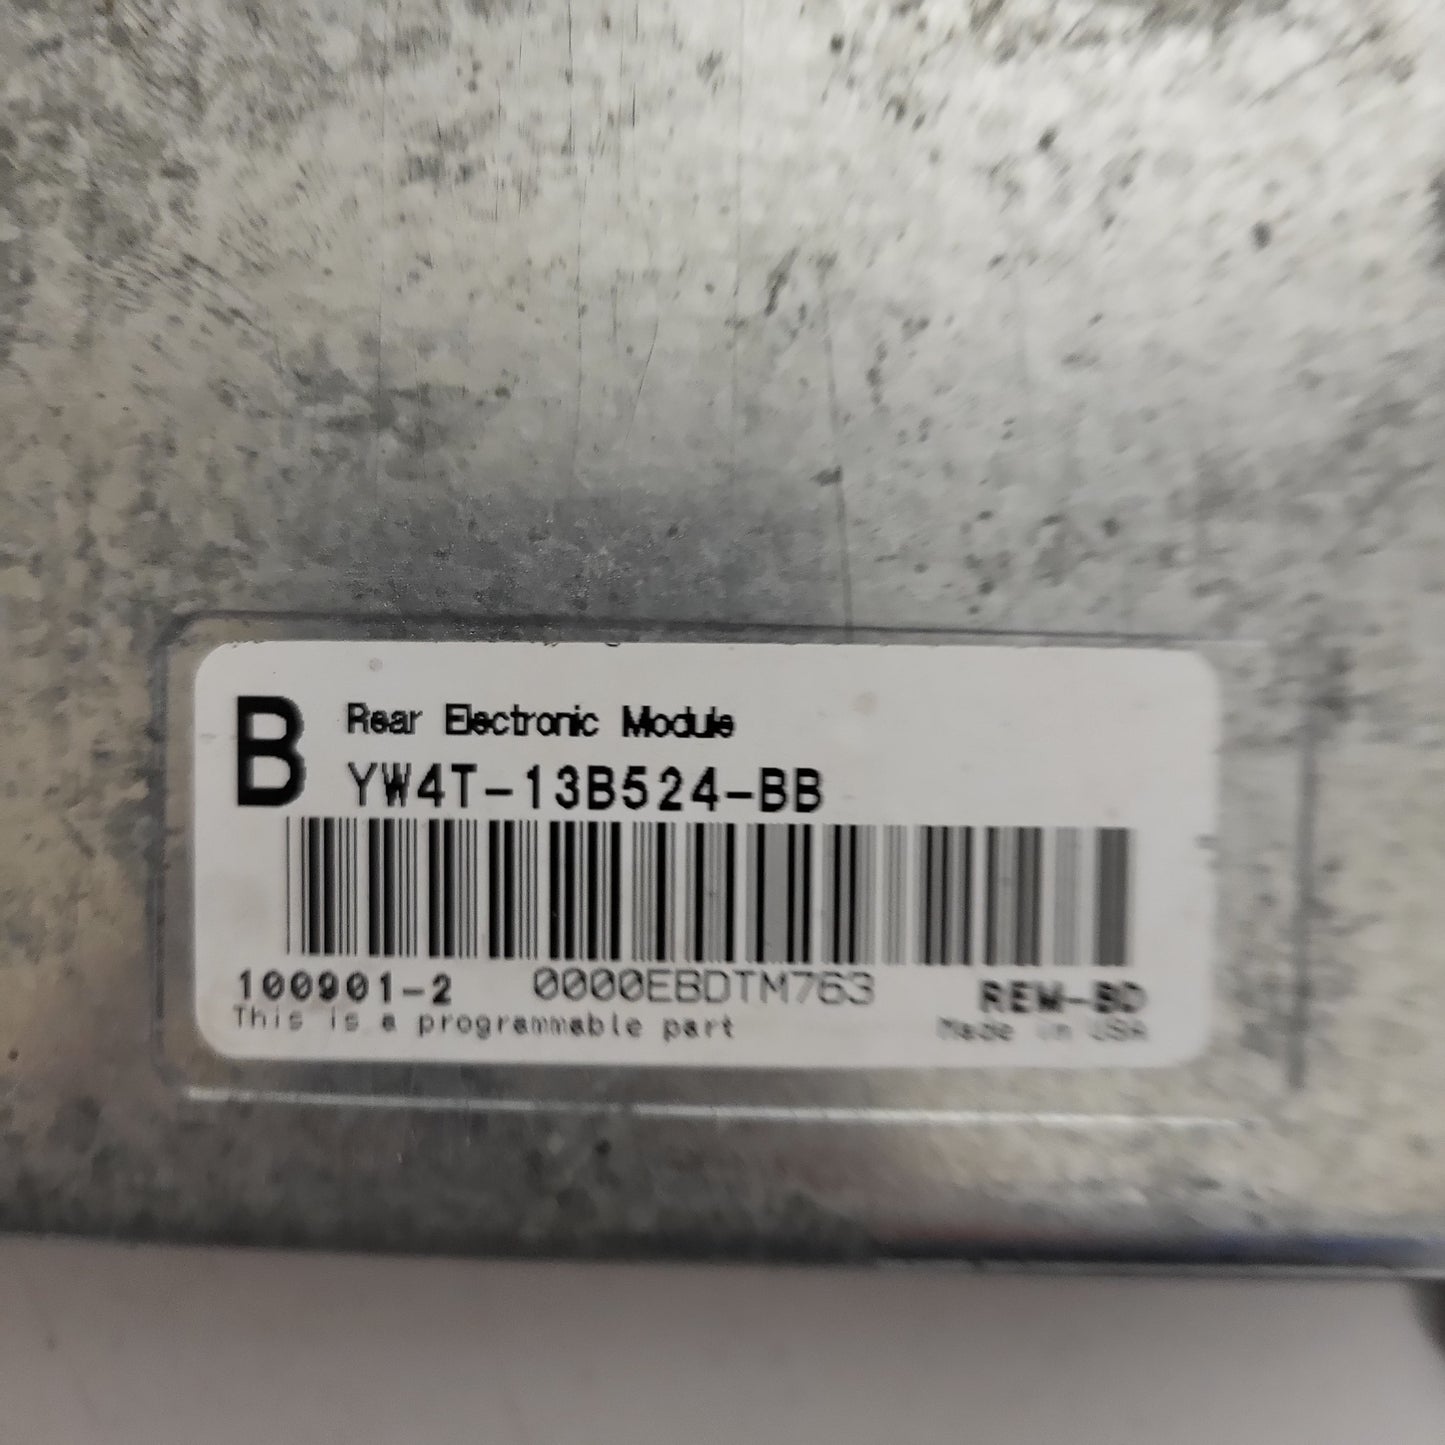 B Rear Electronic Module
YW4T-13B524-BB
100901-2 0000EBDTM763 REM-BD
This is a programmable part Made in USA